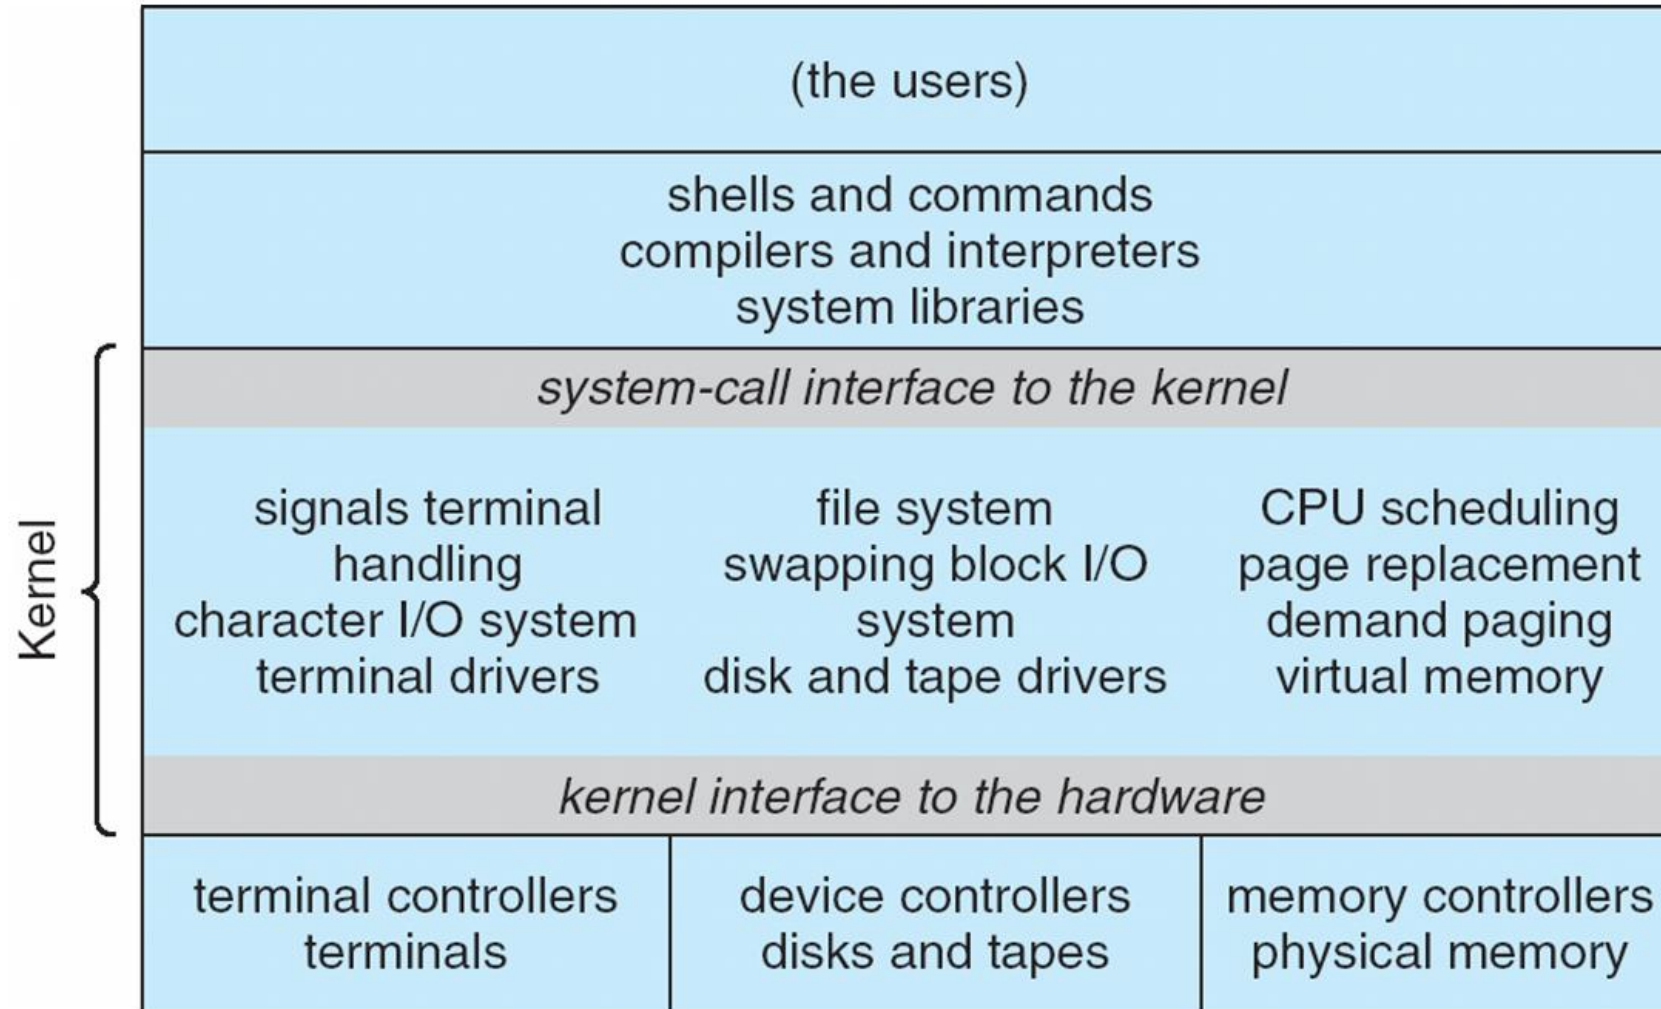 (the users)
shells and commands
compilers and interpreters
system libraries
system-call interface to the kernel
Kernel
signals terminal
handling
character I/O system
terminal drivers
file system
swapping block I/O
system
disk and tape drivers
CPU scheduling
page replacement
demand paging
virtual memory
kernel interface to the hardware
terminal controllers
terminals
device controllers
disks and tapes
memory controllers
physical memory